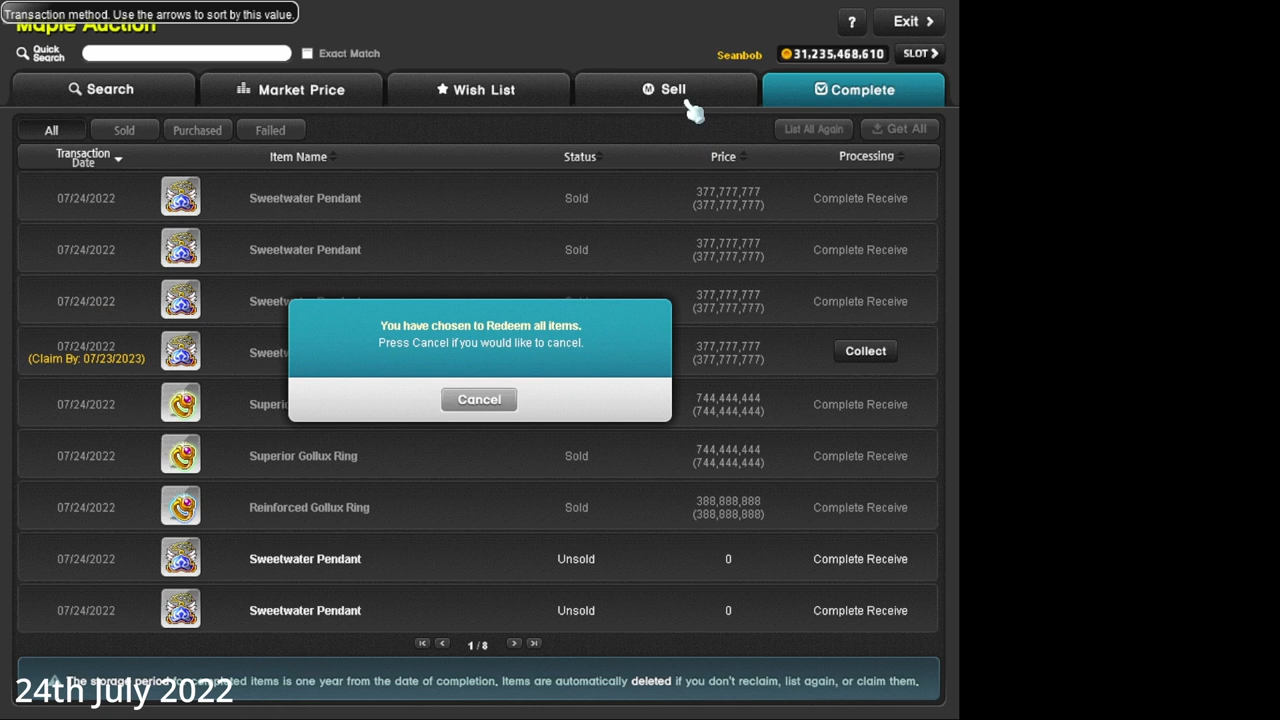 Transaction method. Use the arrows to sort by this value.
Maple Auction
? Exit
Quick Search
Exact Match
Seanbob
31,235,468,610
SLOT
Search
Market Price
Wish List
Sell
Complete
All
Sold
Purchased
Failed
List All Again
Get All
Transaction Date
Item Name
Status
Price
Processing
07/24/2022 Sweetwater Pendant Sold 377,777,777 (377,777,777) Complete Receive
07/24/2022 Sweetwater Pendant Sold 377,777,777 (377,777,777) Complete Receive
07/24/2022 377,777,777 (377,777,777) Complete Receive
07/24/2022 (Claim By: 07/23/2023) 377,777,777 (377,777,777) Collect
You have chosen to Redeem all items.
Press Cancel if you would like to cancel.
Cancel
07/24/2022 744,444,444 (744,444,444) Complete Receive
07/24/2022 Superior Gollux Ring Sold 744,444,444 (744,444,444) Complete Receive
07/24/2022 Reinforced Gollux Ring Sold 388,888,888 (388,888,888) Complete Receive
07/24/2022 Sweetwater Pendant Unsold 0 Complete Receive
07/24/2022 Sweetwater Pendant Unsold 0 Complete Receive
1 / 8
The storage period for completed items is one year from the date of completion. Items are automatically deleted if you don't reclaim, list again, or claim them.
24th July 2022